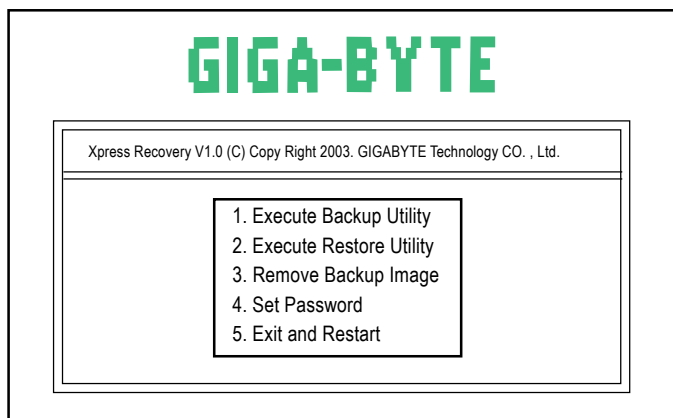 GIGA-BYTE
Xpress Recovery V1.0 (C) Copy Right 2003. GIGABYTE Technology CO. , Ltd.
1. Execute Backup Utility
2. Execute Restore Utility
3. Remove Backup Image
4. Set Password
5. Exit and Restart